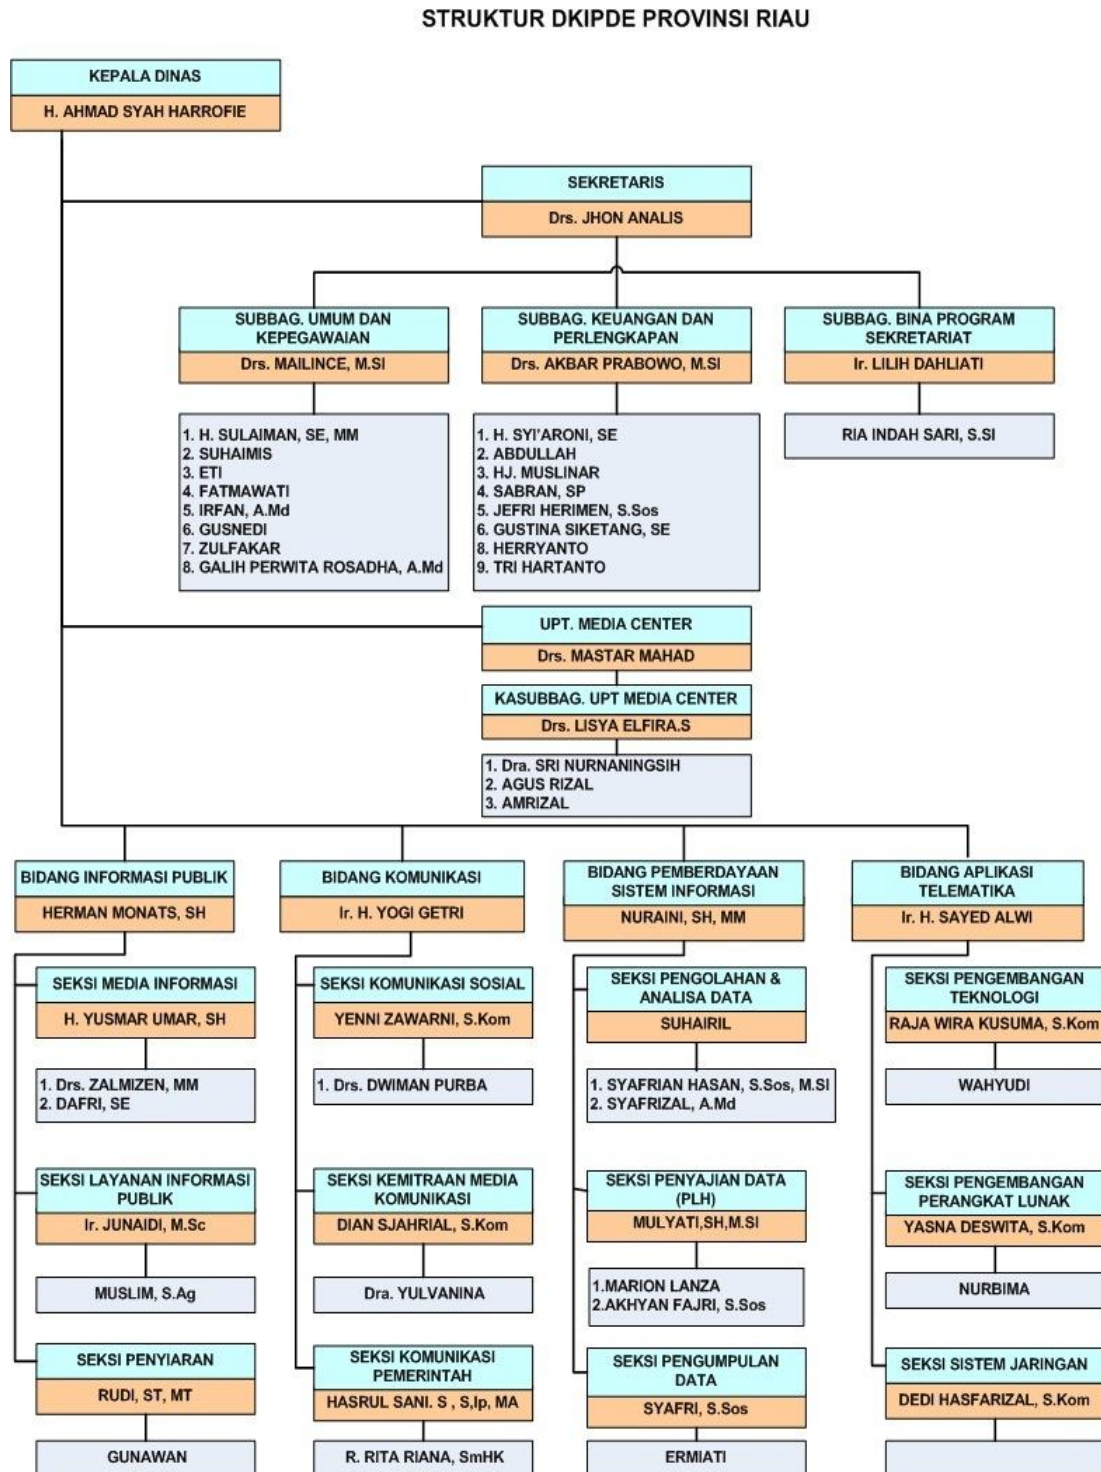 STRUKTUR DKIPDE PROVINSI RIAU
KEPALA DINAS
H. AHMAD SYAH HARROFIE
SEKRETARIS
Drs. JHON ANALIS
SUBBAG. UMUM DAN
KEPEGAWAIAN
Drs. MAILINCE, M.SI
1. H. SULAIMAN, SE, MM
2. SUHAIMIS
3. ETI
4. FATMAWATI
5. IRFAN, A.Md
6. GUSNEDI
7. ZULFAKAR
8. GALIH PERWITA ROSADHA, A.Md
SUBBAG. KEUANGAN DAN
PERLENGKAPAN
Drs. AKBAR PRABOWO, M.SI
1. H. SYI'ARONI, SE
2. ABDULLAH
3. HJ. MUSLINAR
4. SABRAN, SP
5. JEFRI HERIMEN, S.Sos
6. GUSTINA SIKETANG, SE
8. HERRYANTO
9. TRI HARTANTO
SUBBAG. BINA PROGRAM
SEKRETARIAT
Ir. LILIH DAHLIATI
RIA INDAH SARI, S.SI
UPT. MEDIA CENTER
Drs. MASTAR MAHAD
KASUBBAG. UPT MEDIA CENTER
Drs. LISYA ELFIRA.S
1. Dra. SRI NURNANINGSIH
2. AGUS RIZAL
3. AMRIZAL
BIDANG INFORMASI PUBLIK
HERMAN MONATS, SH
SEKSI MEDIA INFORMASI
H. YUSMAR UMAR, SH
1. Drs. ZALMIZEN, MM
2. DAFRI, SE
SEKSI LAYANAN INFORMASI
PUBLIK
Ir. JUNAIDI, M.Sc
MUSLIM, S.Ag
SEKSI PENYIARAN
RUDI, ST, MT
GUNAWAN
BIDANG KOMUNIKASI
Ir. H. YOGI GETRI
SEKSI KOMUNIKASI SOSIAL
YENNI ZAWARNI, S.Kom
1. Drs. DWIMAN PURBA
SEKSI KEMITRAAN MEDIA
KOMUNIKASI
DIAN SJAHRIAL, S.Kom
Dra. YULVANINA
SEKSI KOMUNIKASI
PEMERINTAH
HASRUL SANI. S , S,Ip, MA
R. RITA RIANA, SmHK
BIDANG PEMBERDAYAAN
SISTEM INFORMASI
NURAINI, SH, MM
SEKSI PENGOLAHAN &
ANALISA DATA
SUHAIRIL
1. SYAFRIAN HASAN, S.Sos, M.SI
2. SYAFRIZAL, A.Md
SEKSI PENYAJIAN DATA
(PLH)
MULYATI,SH,M.SI
1.MARION LANZA
2.AKHYAN FAJRI, S.Sos
SEKSI PENGUMPULAN
DATA
SYAFRI, S.Sos
ERMIATI
BIDANG APLIKASI
TELEMATIKA
Ir. H. SAYED ALWI
SEKSI PENGEMBANGAN
TEKNOLOGI
RAJA WIRA KUSUMA, S.Kom
WAHYUDI
SEKSI PENGEMBANGAN
PERANGKAT LUNAK
YASNA DESWITA, S.Kom
NURBIMA
SEKSI SISTEM JARINGAN
DEDI HASFARIZAL, S.Kom